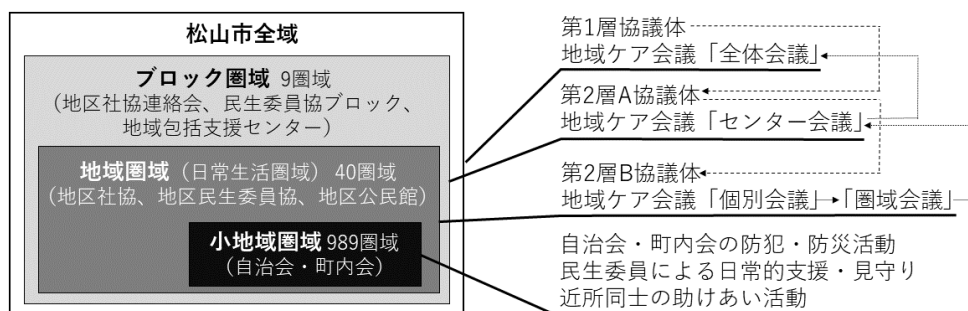 松山市全域
ブロック圏域 9圏域
(地区社協連絡会、民生委員協ブロック、
地域包括支援センター)
地域圏域(日常生活圏域) 40圏域
(地区社協、地区民生委員協、地区公民館)
小地域圏域 989圏域
(自治会・町内会)
第1層協議体
地域ケア会議「全体会議」
第2層A協議体
地域ケア会議「センター会議」
第2層B協議体
地域ケア会議「個別会議」→「圏域会議」
自治会・町内会の防犯・防災活動
民生委員による日常的支援・見守り
近所同士の助けあい活動